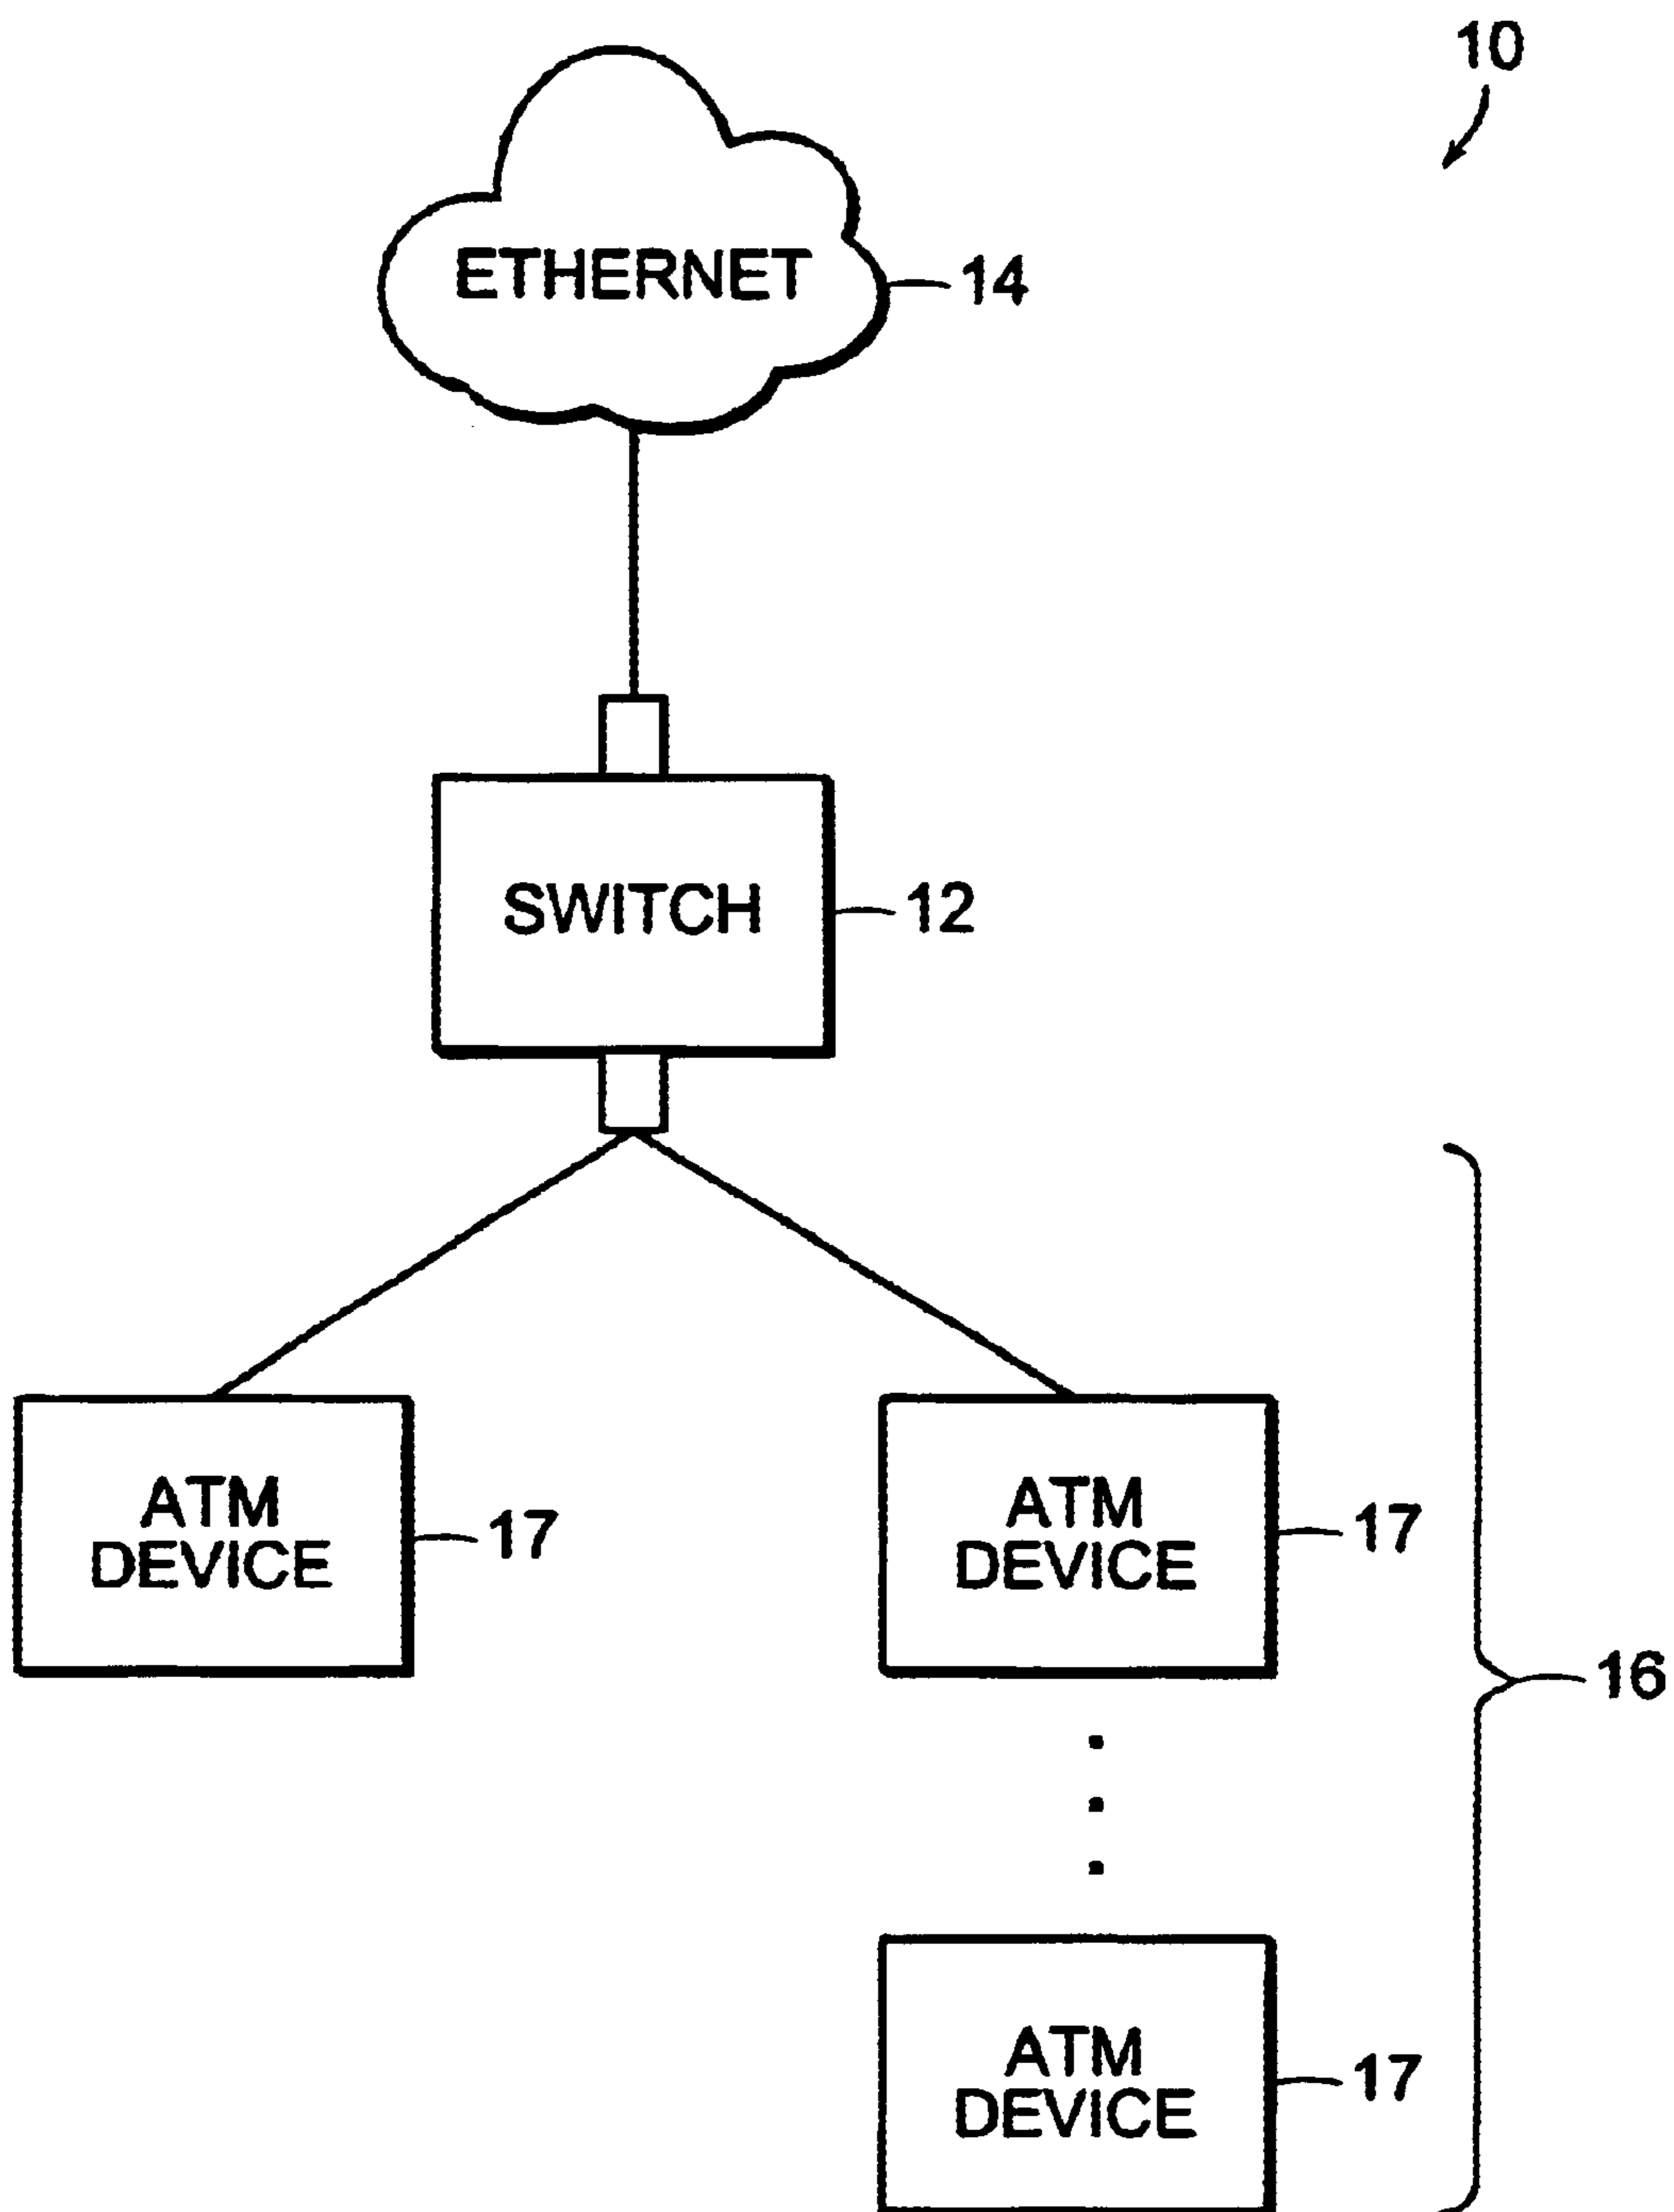 10
ETHERNET
14
SWITCH
12
ATM
DEVICE
17
ATM
DEVICE
17
16
ATM
DEVICE
17